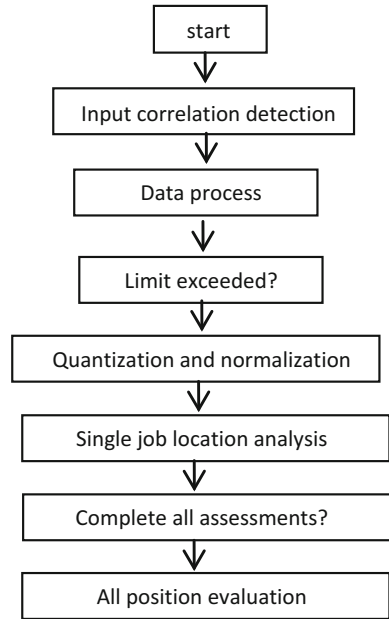 start
Input correlation detection
Data process
Limit exceeded?
Quantization and normalization
Single job location analysis
Complete all assessments?
All position evaluation